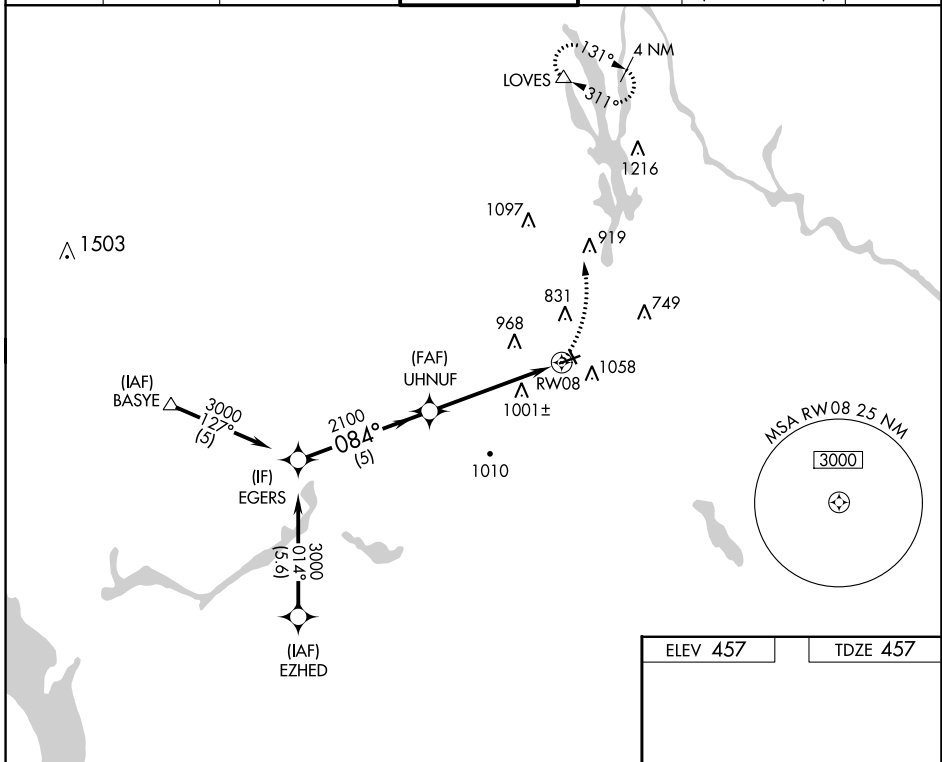 131°
4 NM
LOVES
311°
1216
1097
919
1503
831
749
968
(FAF)
UHNUF
RW08
1058
(IAF)
BASYE
3000
127°
(5)
2100
084°
(5)
1001±
MSA RW08 25 NM
3000
(IF)
EGERS
1010
3000
014°
(5.6)
(IAF)
EZHED
ELEV 457
TDZE 457